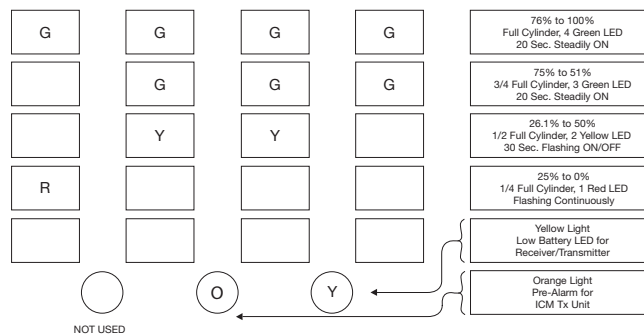 G G G G
76% to 100%
Full Cylinder, 4 Green LED
20 Sec. Steadily ON
G G G
75% to 51%
3/4 Full Cylinder, 3 Green LED
20 Sec. Steadily ON
Y Y
26.1% to 50%
1/2 Full Cylinder, 2 Yellow LED
30 Sec. Flashing ON/OFF
R
25% to 0%
1/4 Full Cylinder, 1 Red LED
Flashing Continuously
Yellow Light
Low Battery LED for
Receiver/Transmitter
O Y
Orange Light
Pre-Alarm for
ICM Tx Unit
NOT USED